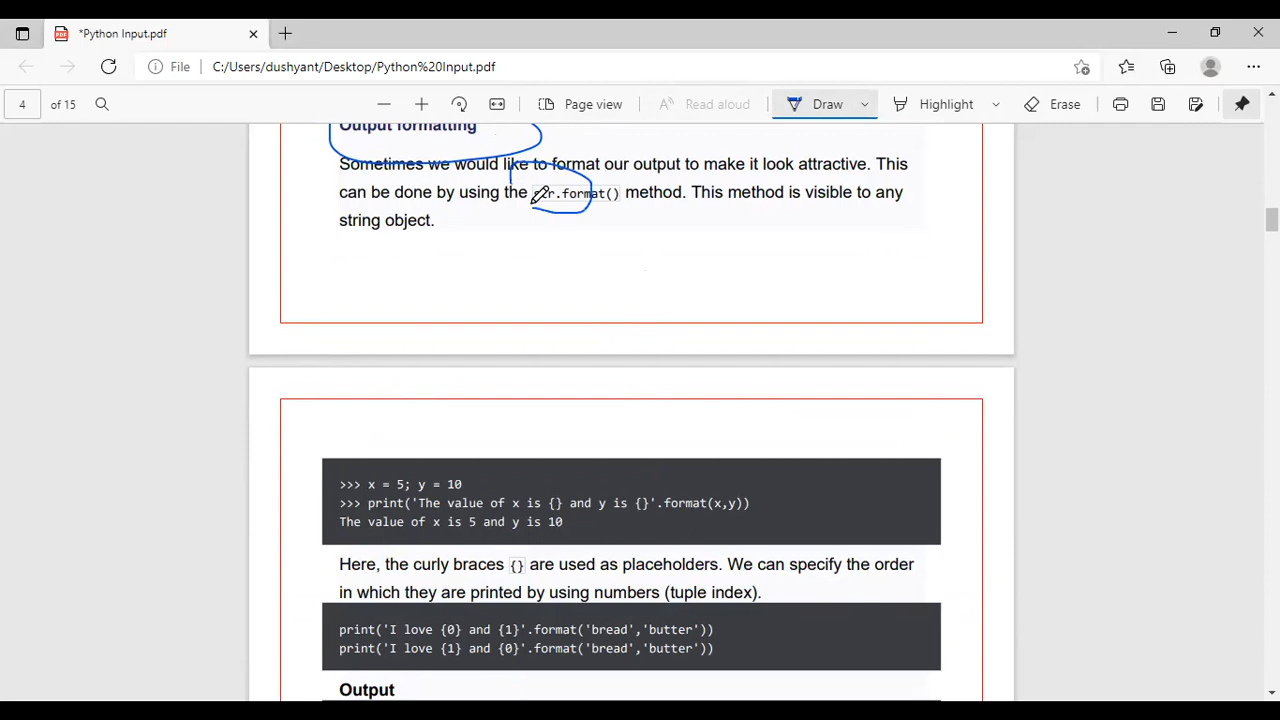 *Python Input.pdf
File C:/Users/dushyant/Desktop/Python%20Input.pdf
4 of 15 Page view Read aloud Draw Highlight Erase
Output formatting
Sometimes we would like to format our output to make it look attractive. This
can be done by using the str.format() method. This method is visible to any
string object.
>>> x = 5; y = 10
>>> print('The value of x is {} and y is {}'.format(x,y))
The value of x is 5 and y is 10
Here, the curly braces {} are used as placeholders. We can specify the order
in which they are printed by using numbers (tuple index).
print('I love {0} and {1}'.format('bread','butter'))
print('I love {1} and {0}'.format('bread','butter'))
Output